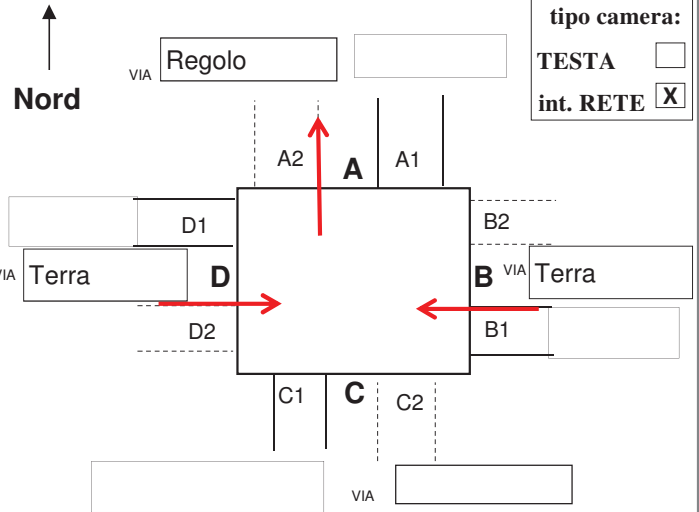 tipo camera:
VIA Regolo
TESTA
Nord
int. RETE X
A2 A A1
D1 B2
VIA Terra D B VIA Terra
D2 B1
C1 C C2
VIA